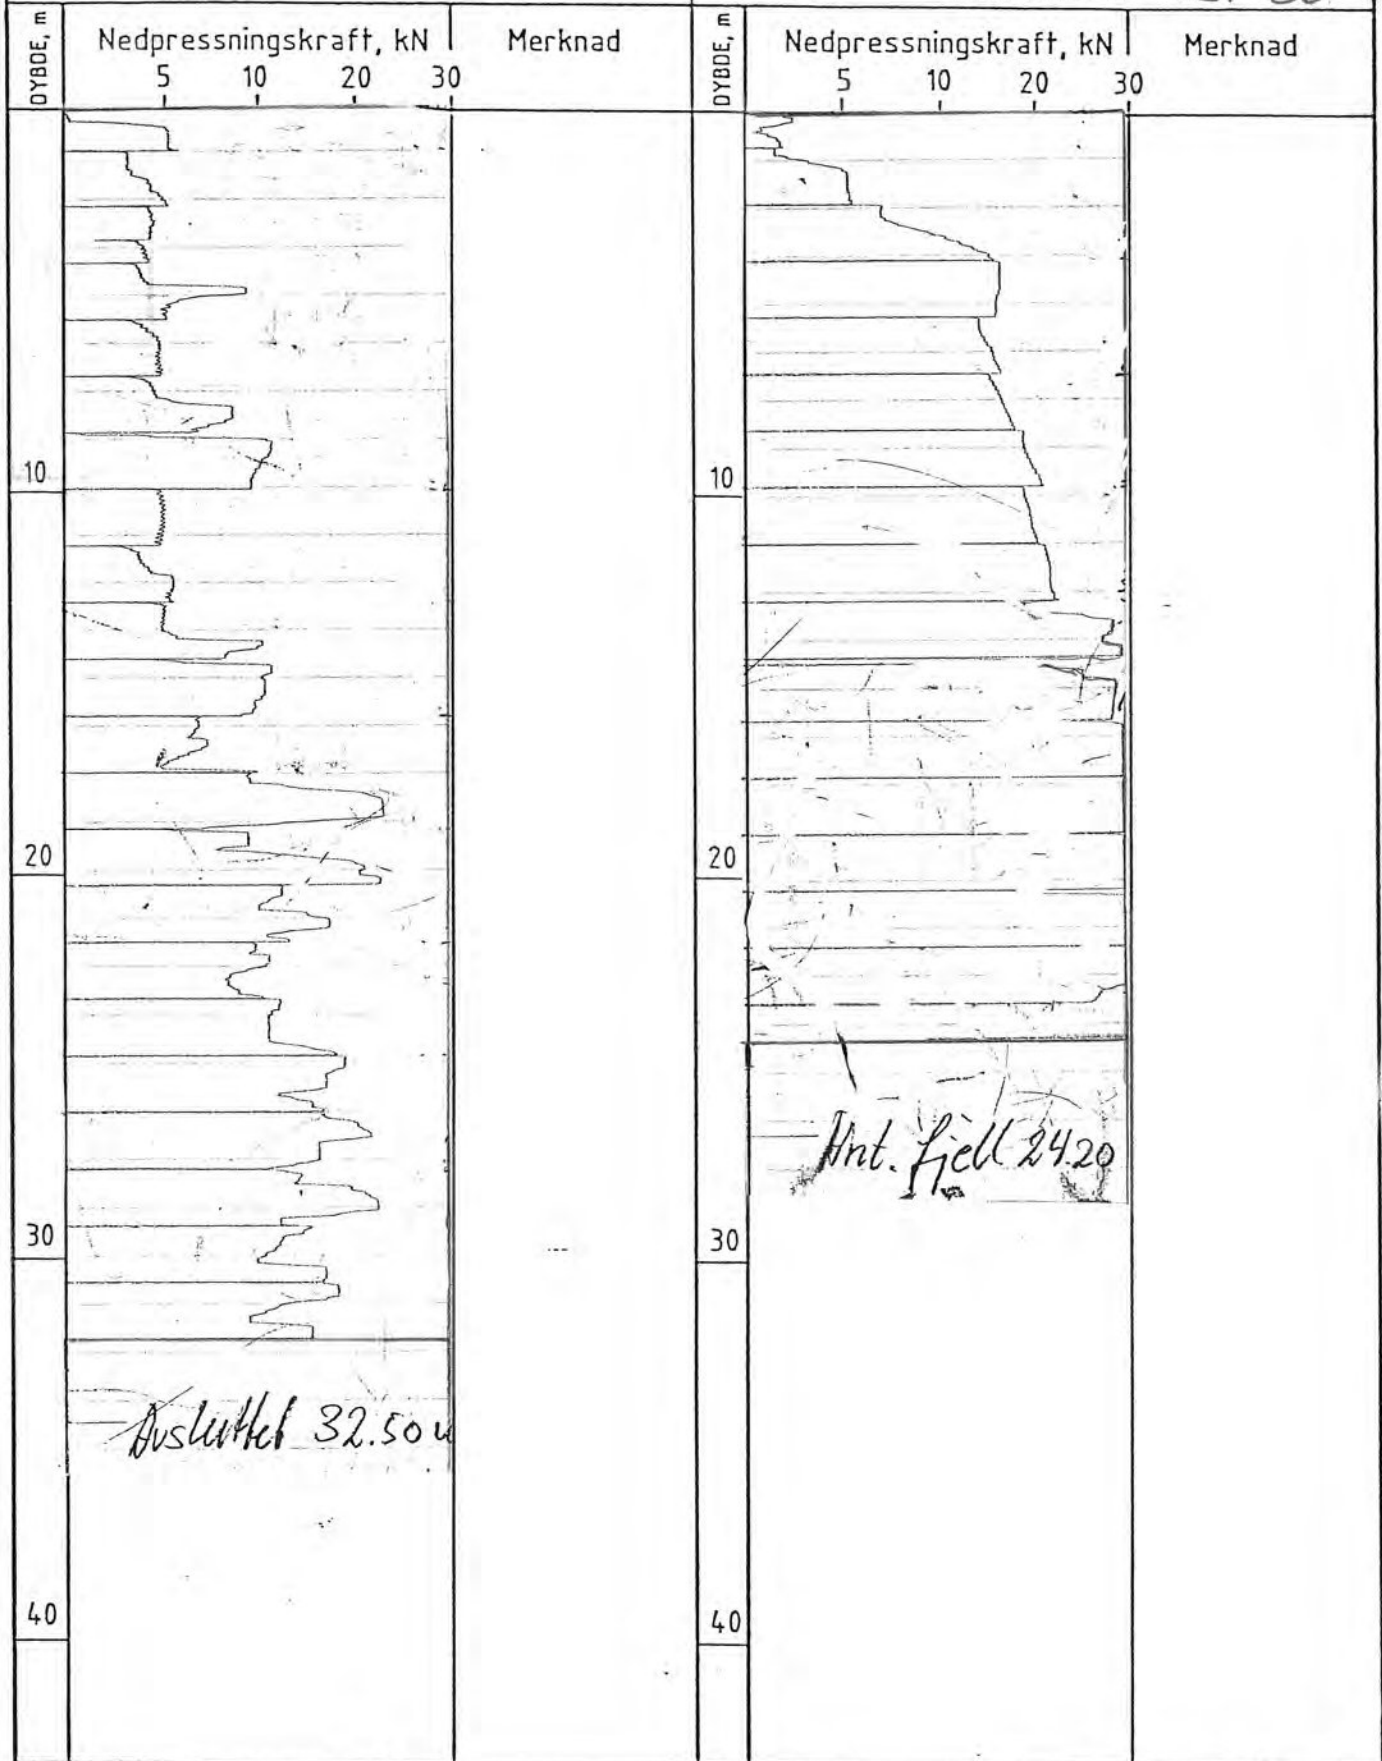 DYBDE, m
Nedpressningskraft, kN
Merknad
5 10 20 30
10
20
30
40
Avsluttet 32.50
DYBDE, m
Nedpressningskraft, kN
Merknad
5 10 20 30
10
20
30
40
Ant. fjell 24.20